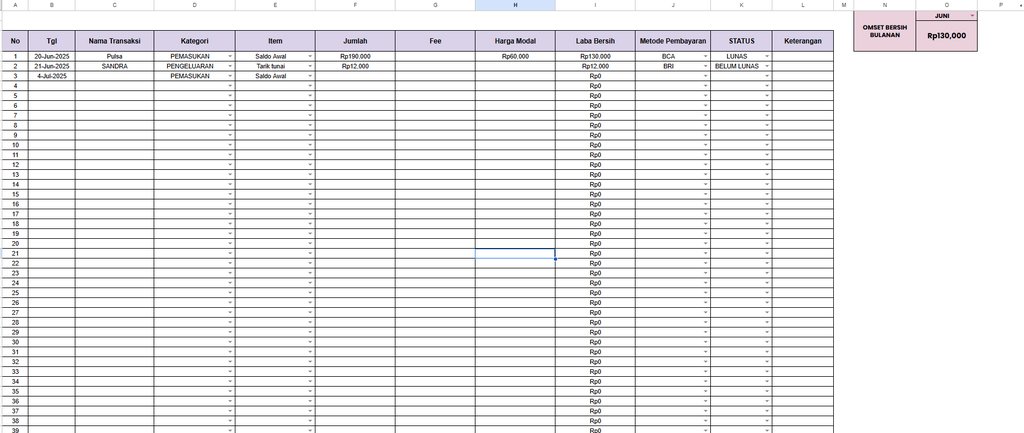 A B C D E F G H I J K L M N O P
JUNI
OMSET BERSIH BULANAN Rp130,000
No Tgl Nama Transaksi Kategori Item Jumlah Fee Harga Modal Laba Bersih Metode Pembayaran STATUS Keterangan
1 20-Jun-2025 Pulsa PEMASUKAN Saldo Awal Rp190.000 Rp60.000 Rp130.000 BCA LUNAS
2 21-Jun-2025 SANDRA PENGELUARAN Tarik tunai Rp12.000 Rp12.000 BRI BELUM LUNAS
3 4-Jul-2025 PEMASUKAN Saldo Awal Rp0
4 Rp0
5 Rp0
6 Rp0
7 Rp0
8 Rp0
9 Rp0
10 Rp0
11 Rp0
12 Rp0
13 Rp0
14 Rp0
15 Rp0
16 Rp0
17 Rp0
18 Rp0
19 Rp0
20 Rp0
21 Rp0
22 Rp0
23 Rp0
24 Rp0
25 Rp0
26 Rp0
27 Rp0
28 Rp0
29 Rp0
30 Rp0
31 Rp0
32 Rp0
33 Rp0
34 Rp0
35 Rp0
36 Rp0
37 Rp0
38 Rp0
39 Rp0